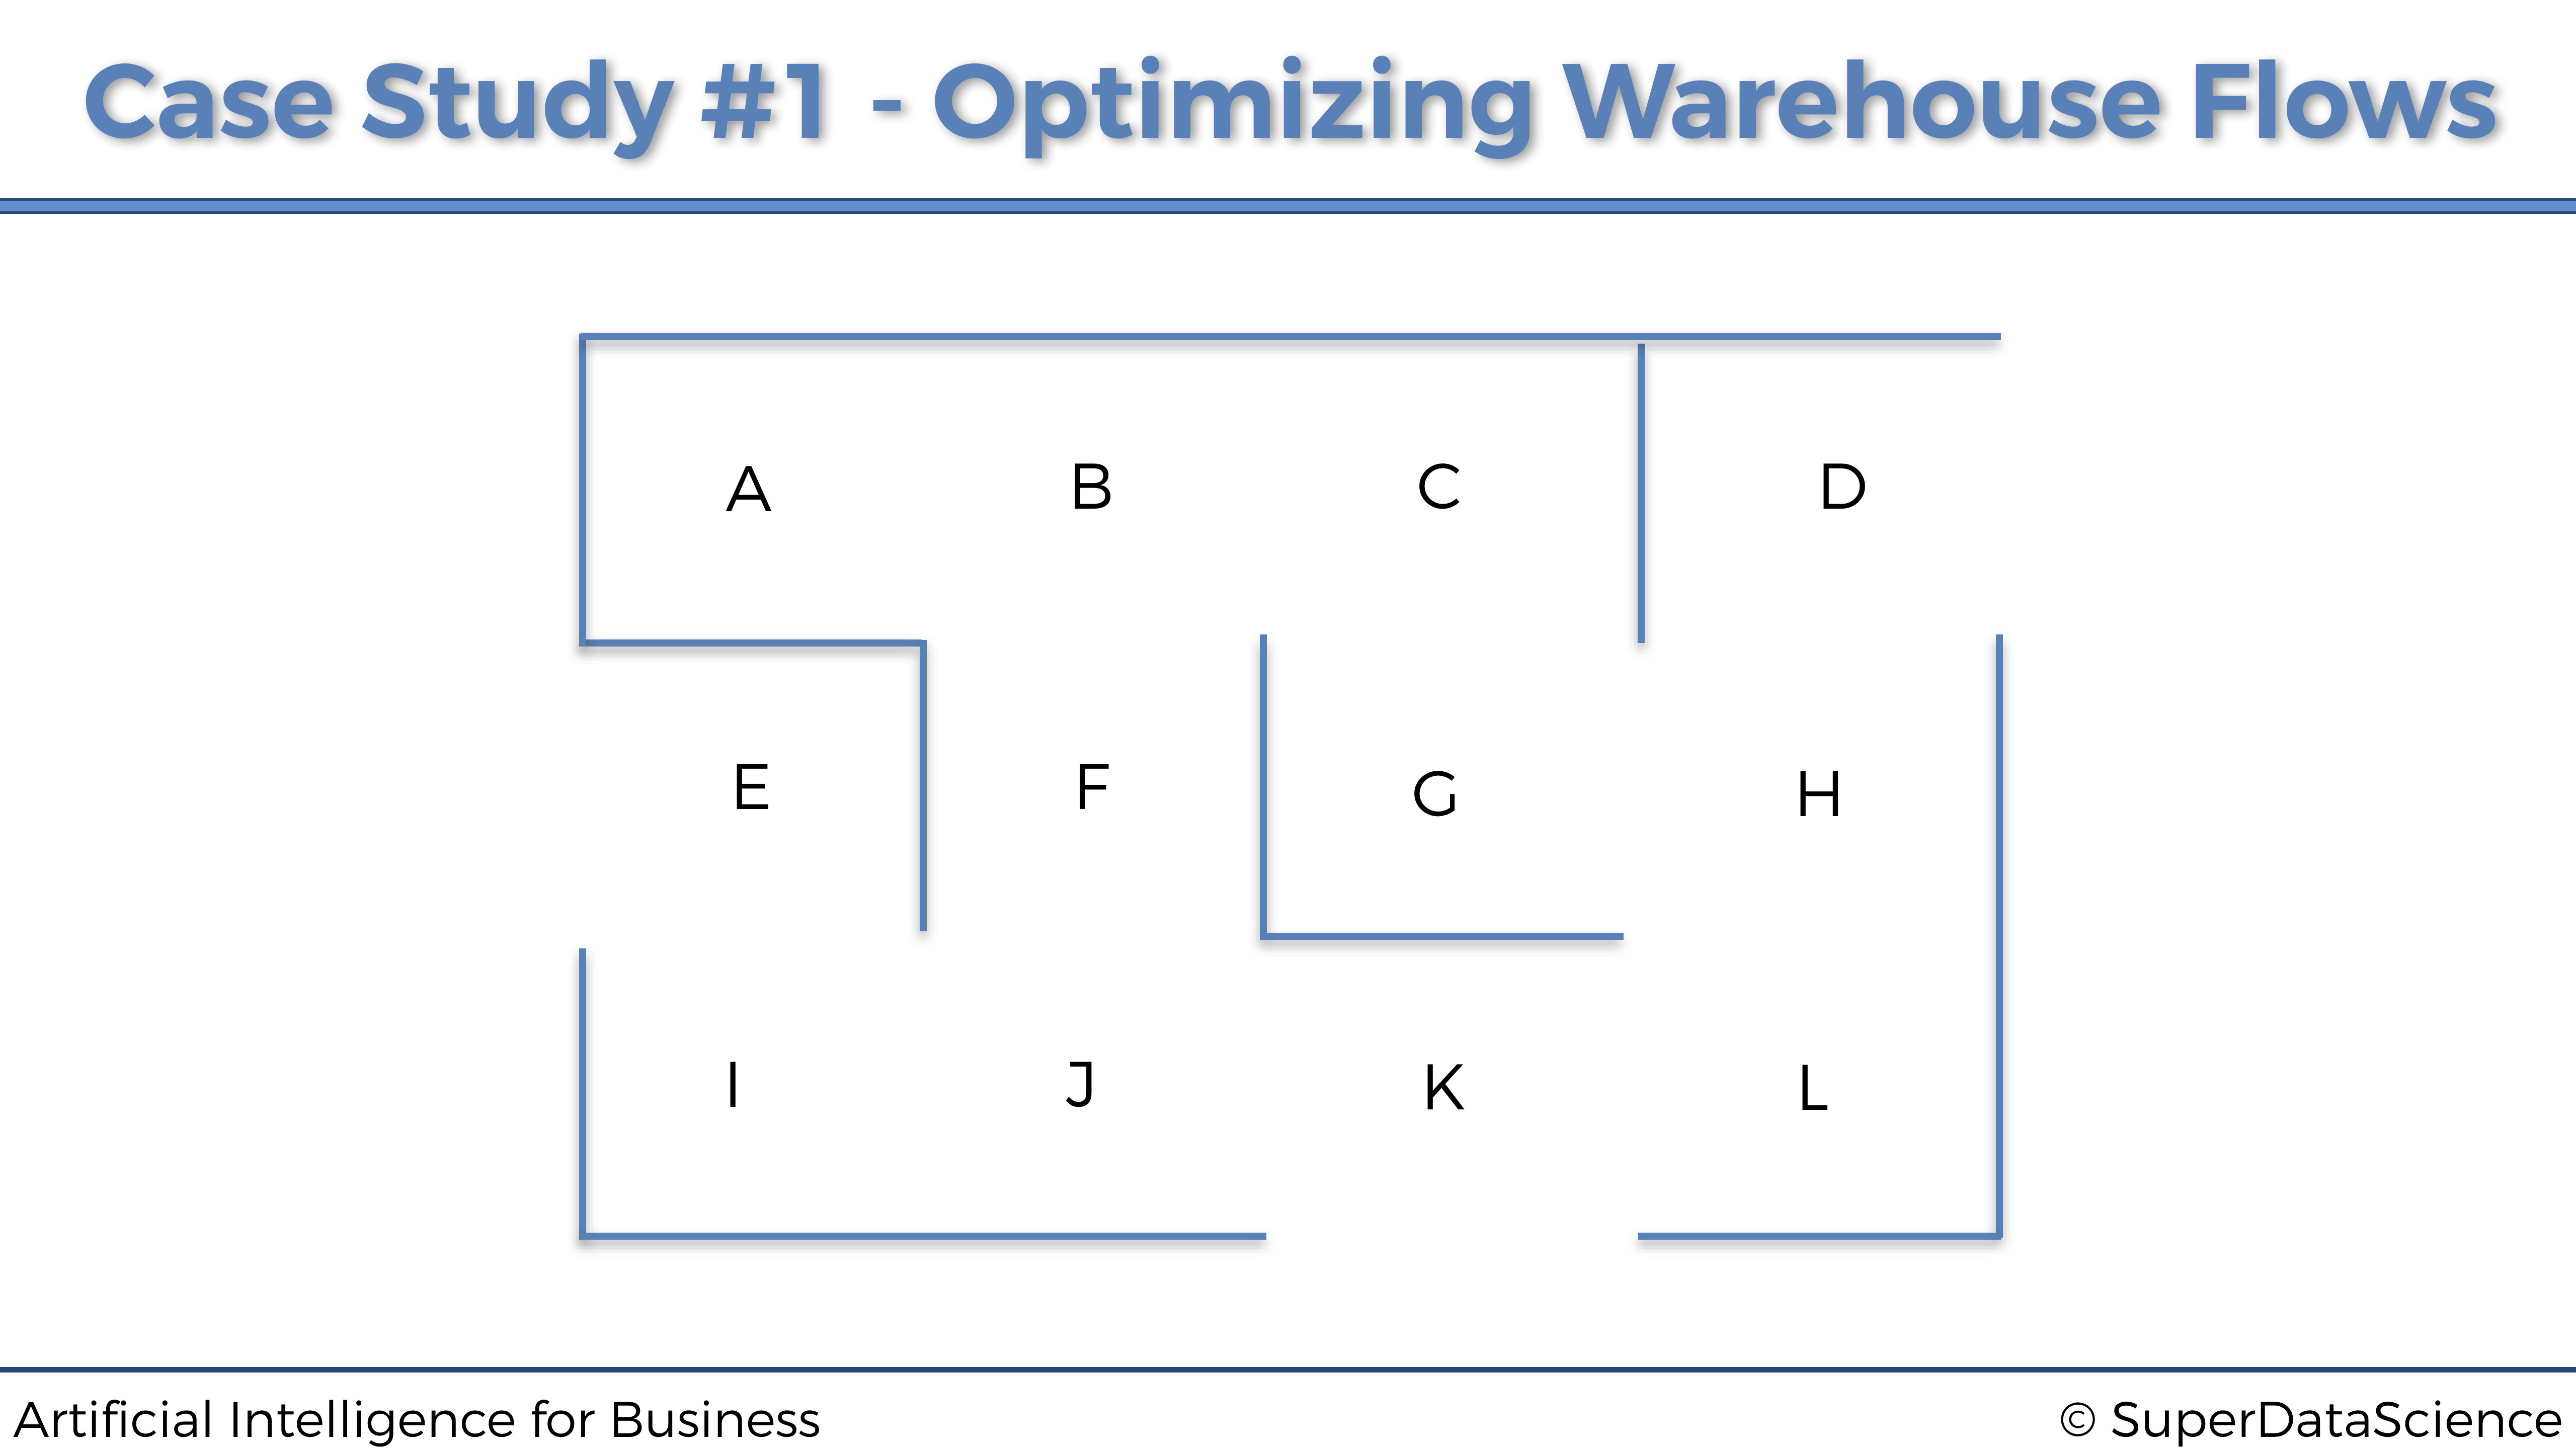 Case Study #1 - Optimizing Warehouse Flows
A B C D
E F G H
I J K L
Artificial Intelligence for Business
© SuperDataScience